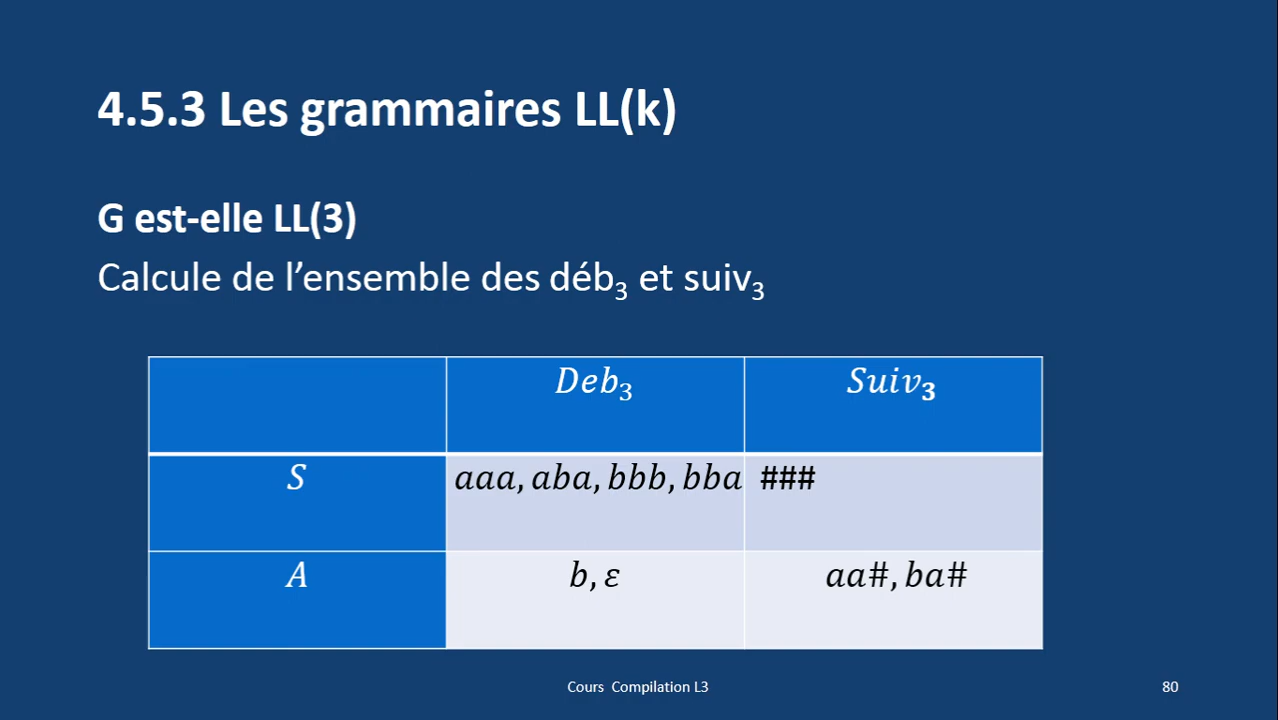 4.5.3 Les grammaires LL(k)
G est-elle LL(3)
Calcule de l’ensemble des déb₃ et suiv₃
Deb₃ Suiv₃
S aaa, aba, bbb, bba ###
A b, ε aa#, ba#
Cours Compilation L3 80